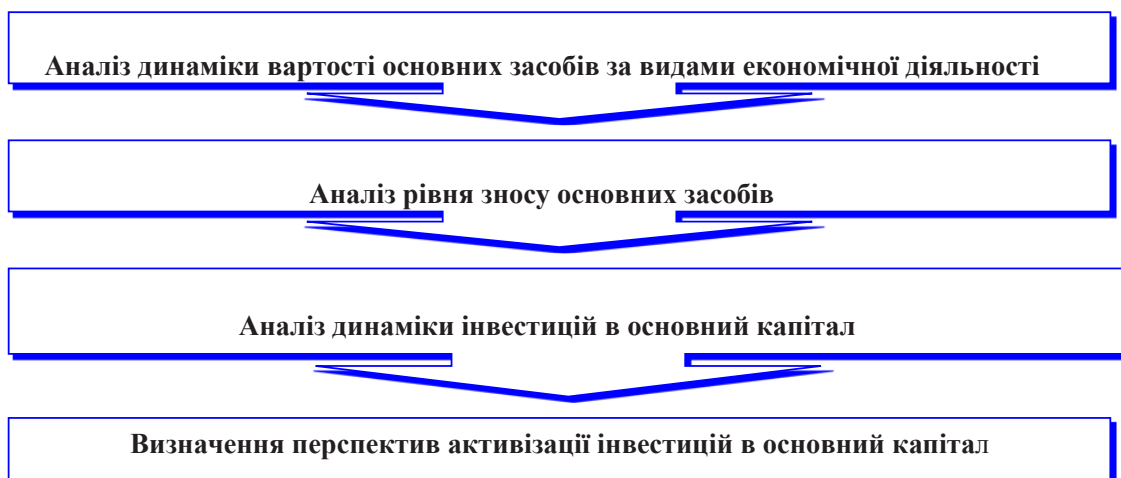 Аналіз динаміки вартості основних засобів за видами економічної діяльності
Аналіз рівня зносу основних засобів
Аналіз динаміки інвестицій в основний капітал
Визначення перспектив активізації інвестицій в основний капітал